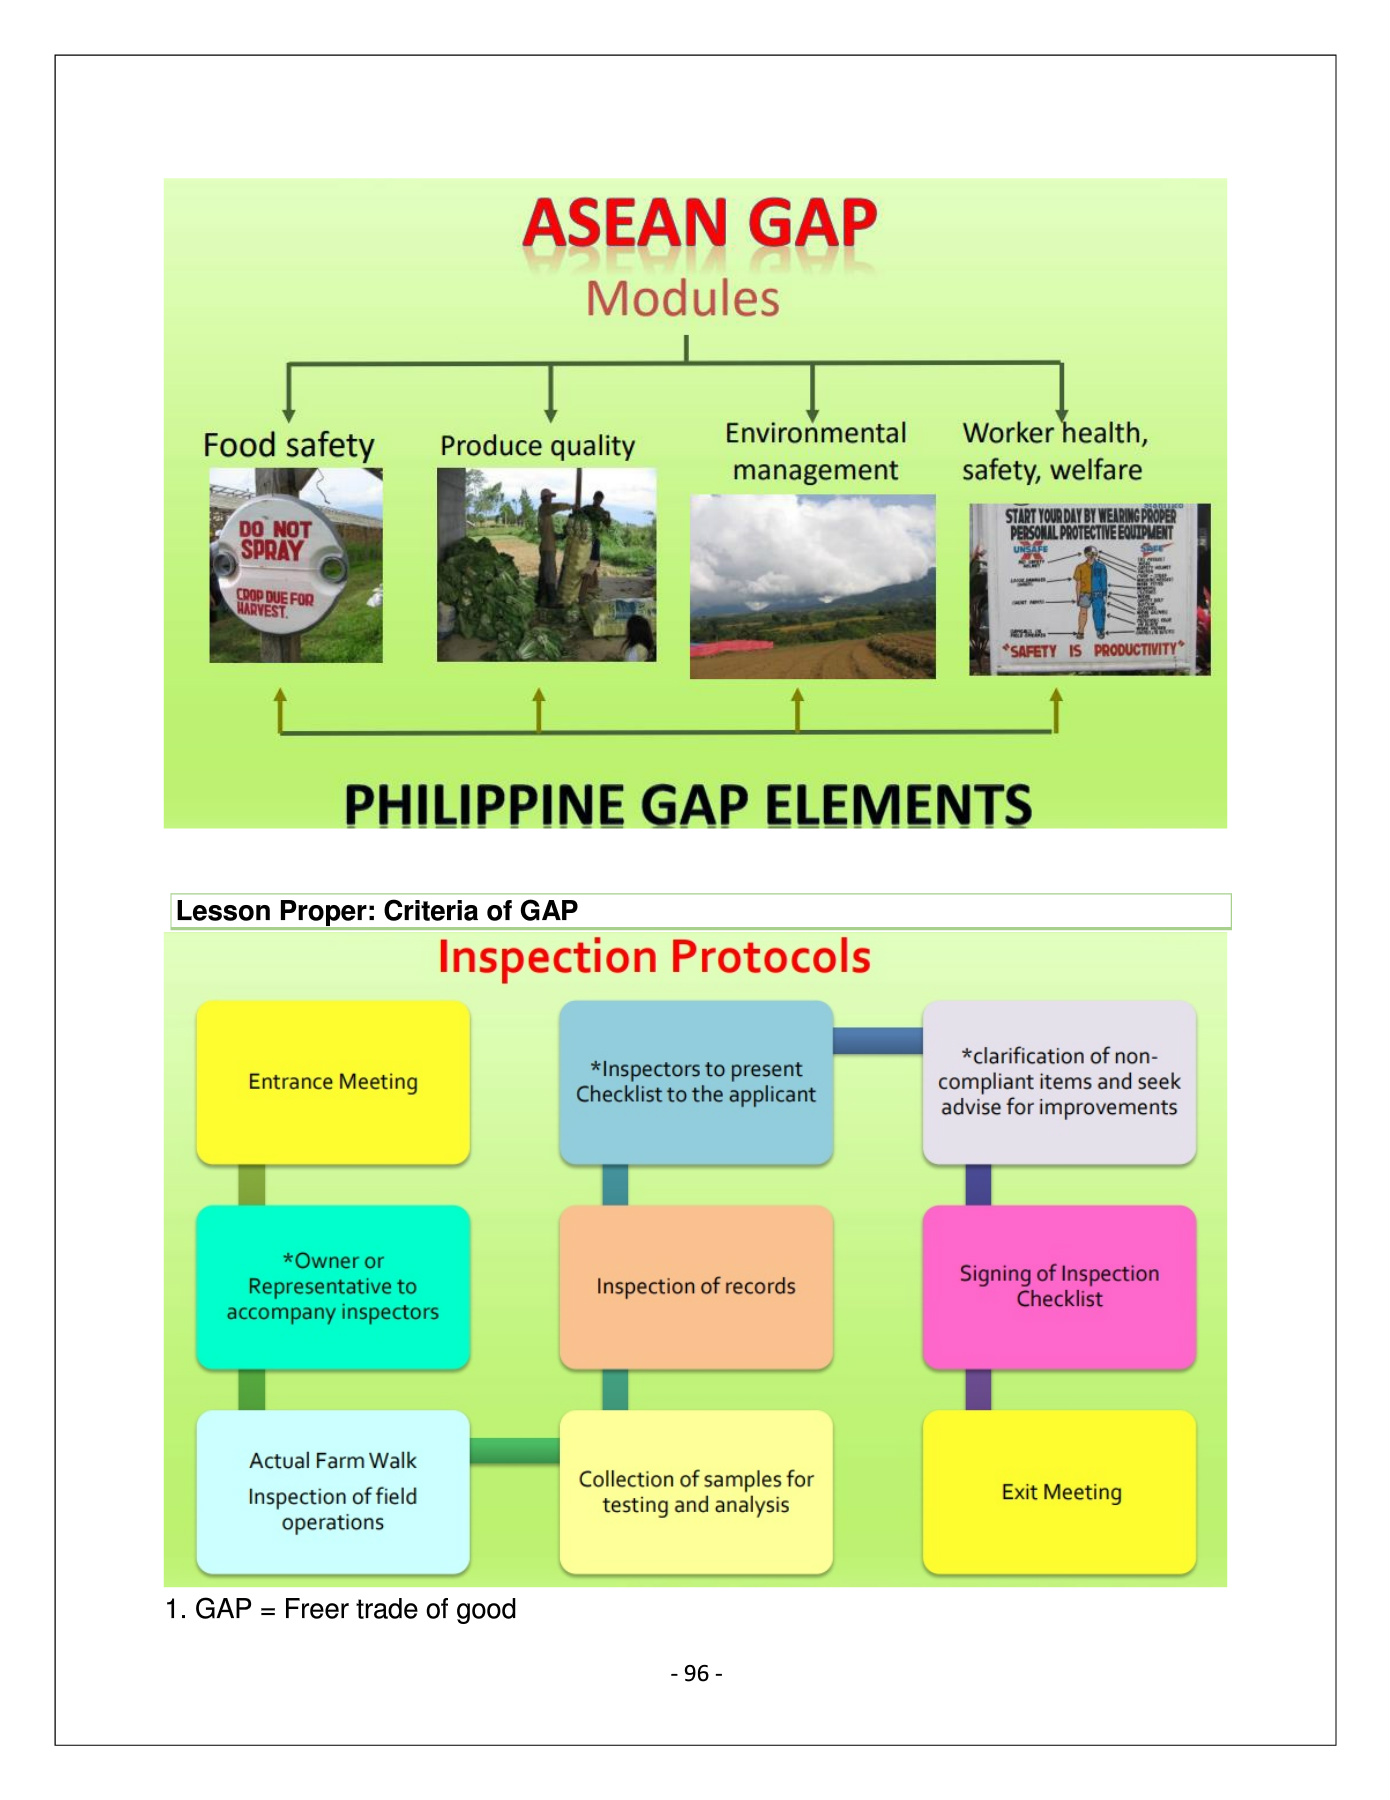 ASEAN GAP
Modules
Food safety
Produce quality
Environmental
management
Worker health,
safety, welfare
DO NOT
SPRAY
CROP DUE FOR
HARVEST.
START YOUR DAY BY WEARING PROPER
PERSONAL PROTECTIVE EQUIPMENT
UNSAFE
SAFE
"SAFETY IS PRODUCTIVITY"
PHILIPPINE GAP ELEMENTS
Lesson Proper: Criteria of GAP
Inspection Protocols
Entrance Meeting
*Owner or
Representative to
accompany inspectors
Actual Farm Walk
Inspection of field
operations
Collection of samples for
testing and analysis
Inspection of records
*Inspectors to present
Checklist to the applicant
*clarification of non-
compliant items and seek
advise for improvements
Signing of Inspection
Checklist
Exit Meeting
1. GAP = Freer trade of good
- 96 -